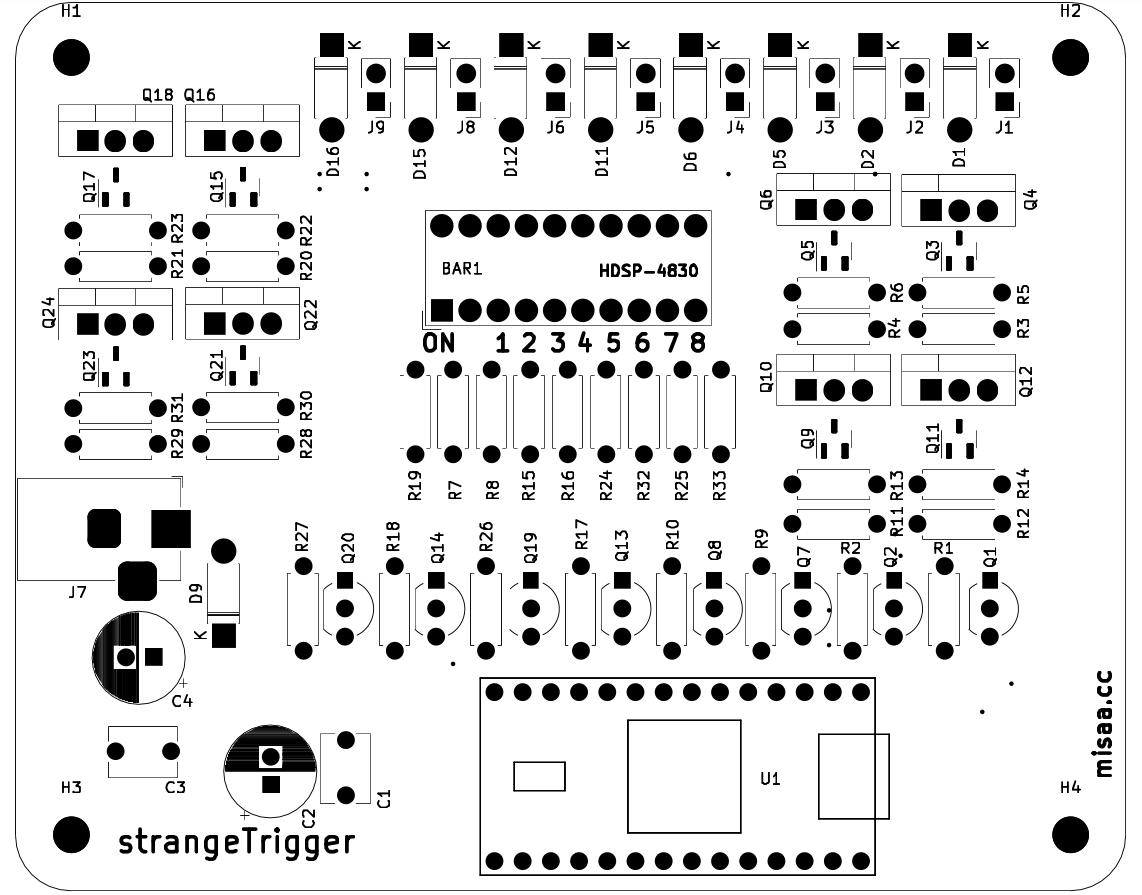 H1
H2
K K K K K K K K
Q18 Q16
J9 J8 J6 J5 J4 J3 J2 J1
D16 D15 D12 D11 D6 D5 D2 D1
Q17 Q15
Q6 Q4
R23 R22
Q5 Q3
R21 R20
BAR1 HDSP-4830
R6 R5
Q24 Q22
R4 R3
ON 1 2 3 4 5 6 7 8
Q23 Q21
Q10 Q12
R31 R30
R29 R28
Q9 Q11
R19 R7 R8 R15 R16 R24 R32 R25 R33
R13 R14
R11 R12
R27 Q20 R18 Q14 R26 Q19 R17 Q13 R10 Q8 R9 Q7 R2 Q2 R1 Q1
J7
D9
K
+
C4
misaa.cc
H3
C3
U1
H4
C1
+
C2
strangeTrigger